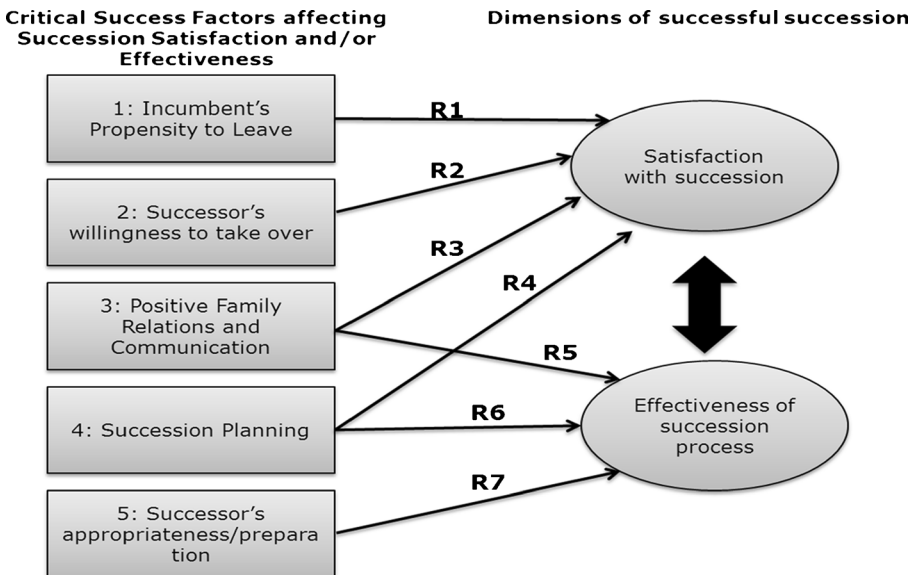 Critical Success Factors affecting
Succession Satisfaction and/or
Effectiveness
Dimensions of successful succession
1: Incumbent's
Propensity to Leave
R1
Satisfaction
with succession
R2
2: Successor's
willingness to take over
R3
R4
3: Positive Family
Relations and
Communication
R5
4: Succession Planning
R6
Effectiveness of
succession
process
R7
5: Successor's
appropriateness/prepara
tion